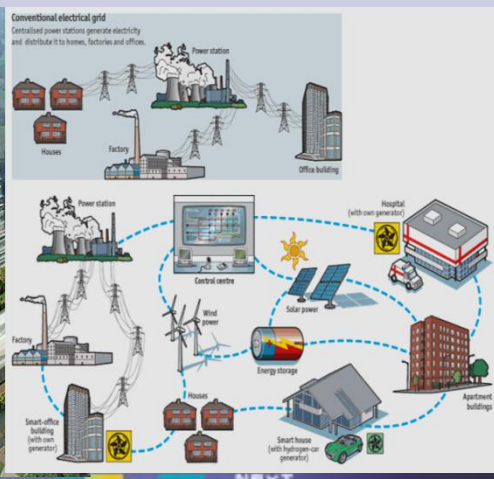 Conventional electrical grid
Centralised power stations generate electricity
and distribute it to homes, factories and offices.
Power station
Houses
Factory
Office building
Power station
Hospital
(with own
generator)
Control centre
Solar power
Wind
power
Factory
Energy storage
Apartment
buildings
Houses
Smart-office
building
(with own
generator)
Smart house
(with hydrogen-car
generator)